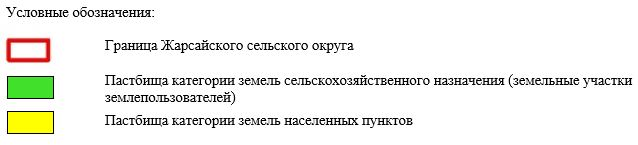 Условные обозначения:
Граница Жарсайского сельского округа
Пастбища категории земель сельскохозяйственного назначения (земельные участки
землепользователей)
Пастбища категории земель населенных пунктов